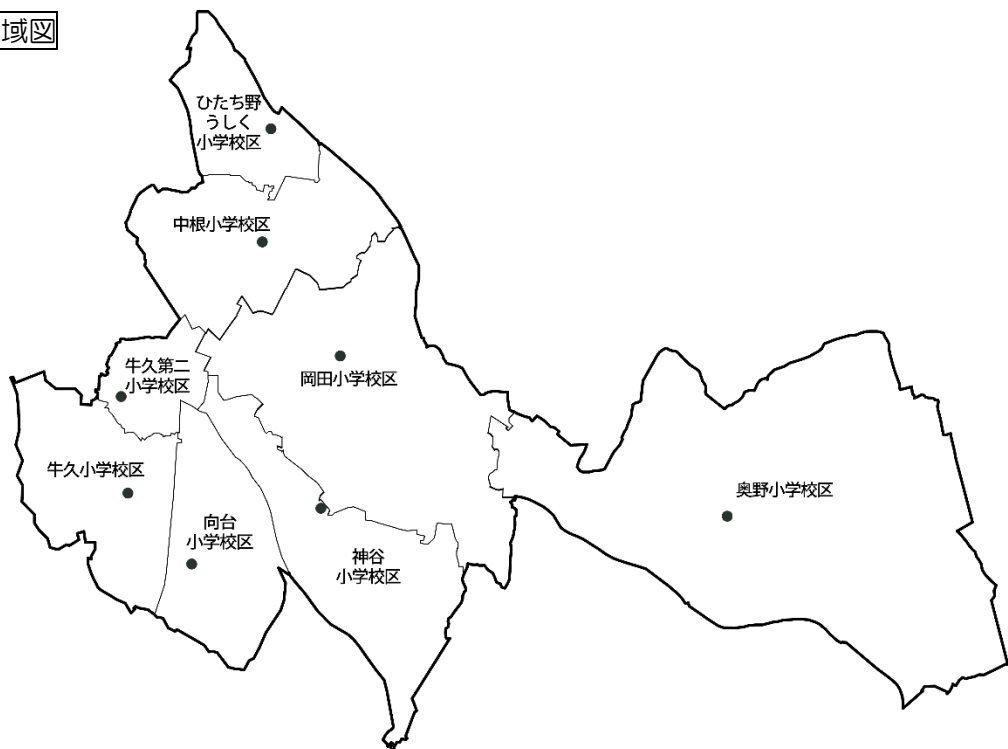 域図
ひたち野
うしく
小学校区
中根小学校区
牛久第二
小学校区
岡田小学校区
牛久小学校区
奥野小学校区
向台
小学校区
神谷
小学校区